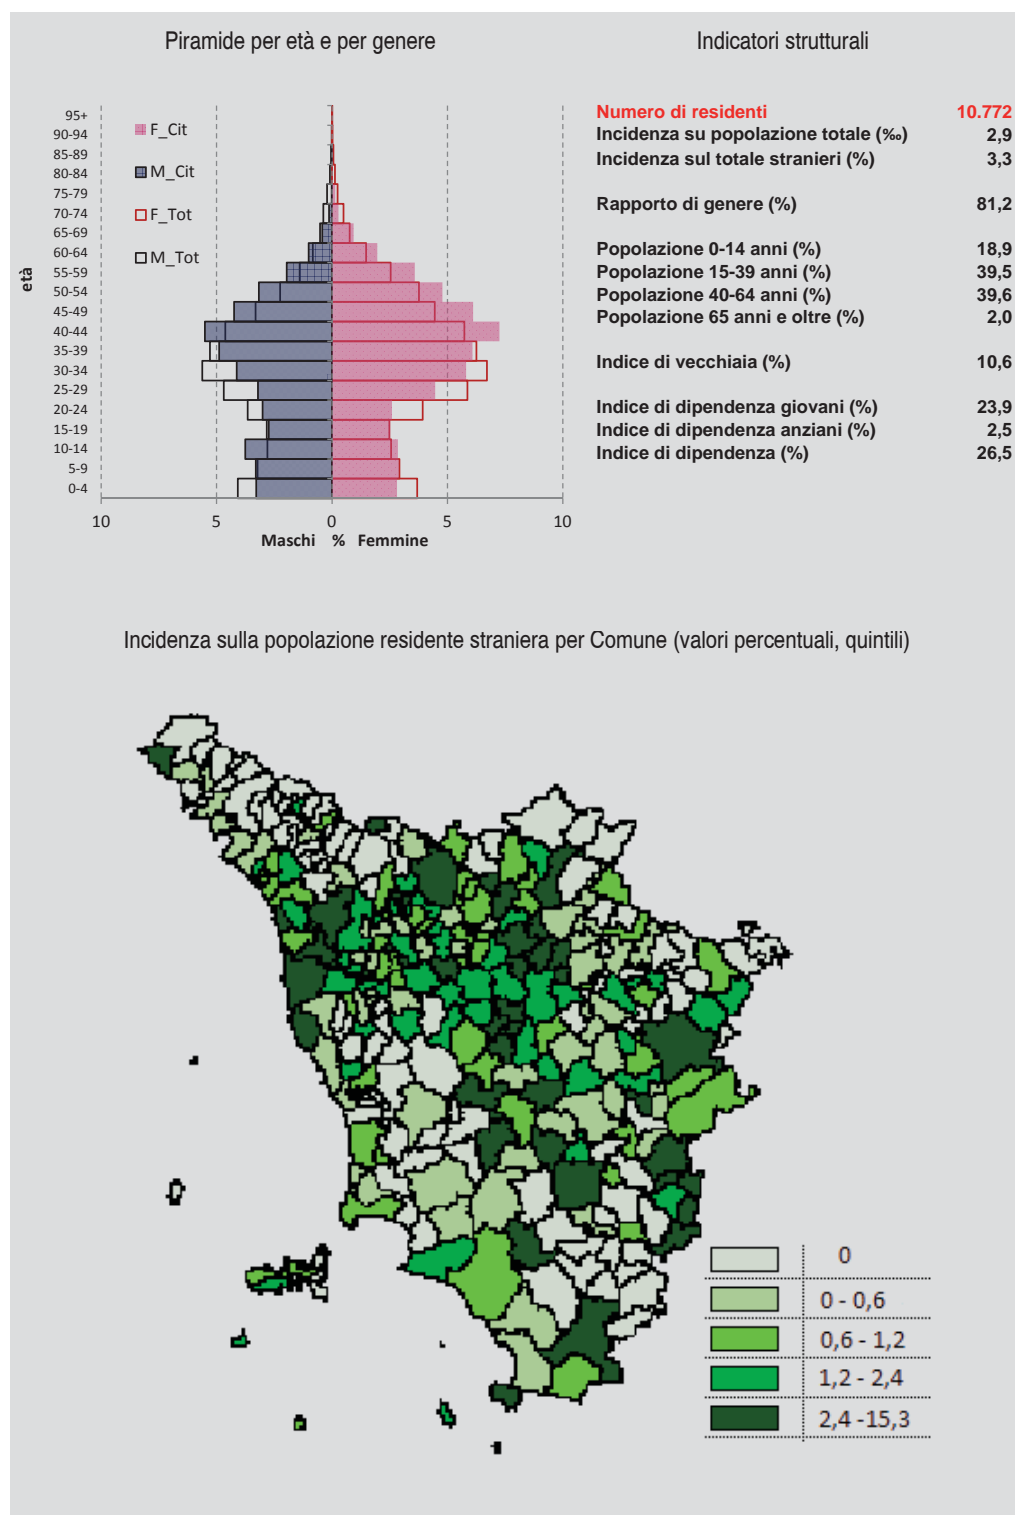 Piramide per età e per genere
Indicatori strutturali
95+
90-94
85-89
80-84
75-79
70-74
65-69
60-64
55-59
50-54
45-49
40-44
35-39
30-34
25-29
20-24
15-19
10-14
5-9
0-4
età
F_Cit
M_Cit
F_Tot
M_Tot
10 5 0 5 10
Maschi % Femmine
Numero di residenti 10.772
Incidenza su popolazione totale (‰) 2,9
Incidenza sul totale stranieri (%) 3,3
Rapporto di genere (%) 81,2
Popolazione 0-14 anni (%) 18,9
Popolazione 15-39 anni (%) 39,5
Popolazione 40-64 anni (%) 39,6
Popolazione 65 anni e oltre (%) 2,0
Indice di vecchiaia (%) 10,6
Indice di dipendenza giovani (%) 23,9
Indice di dipendenza anziani (%) 2,5
Indice di dipendenza (%) 26,5
Incidenza sulla popolazione residente straniera per Comune (valori percentuali, quintili)
0
0 - 0,6
0,6 - 1,2
1,2 - 2,4
2,4 -15,3